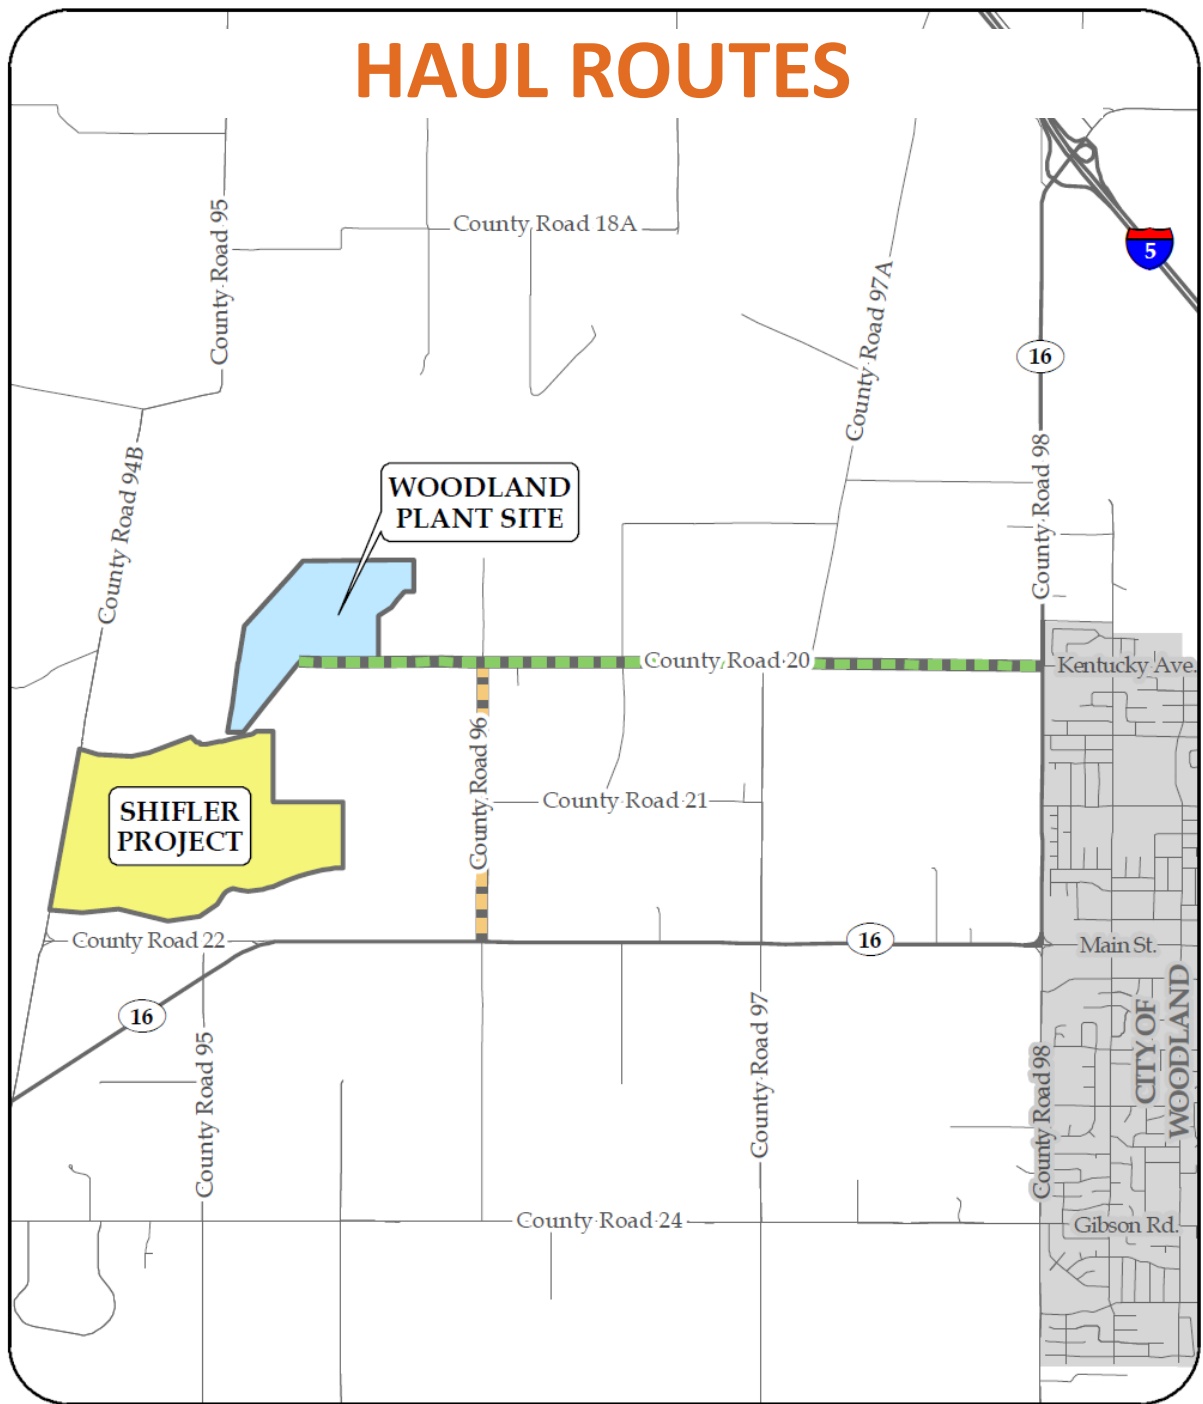 HAUL ROUTES
County Road 95
County Road 18A
County Road 97A
5
16
County Road 98
County Road 94B
WOODLAND
PLANT SITE
County Road 20
Kentucky Ave.
County Road 96
SHIFLER
PROJECT
County Road 21
County Road 22
16
Main St.
16
County Road 95
County Road 97
County Road 98
CITY OF
WOODLAND
County Road 24
Gibson Rd.